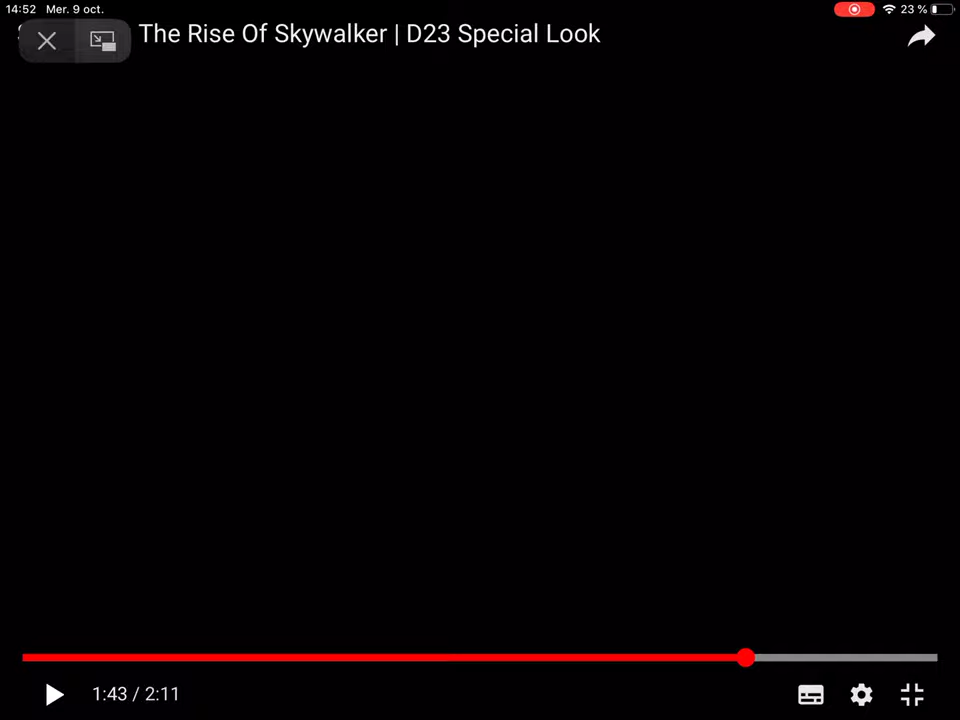 14:52 Mer. 9 oct. 23 %
The Rise Of Skywalker | D23 Special Look
1:43 / 2:11